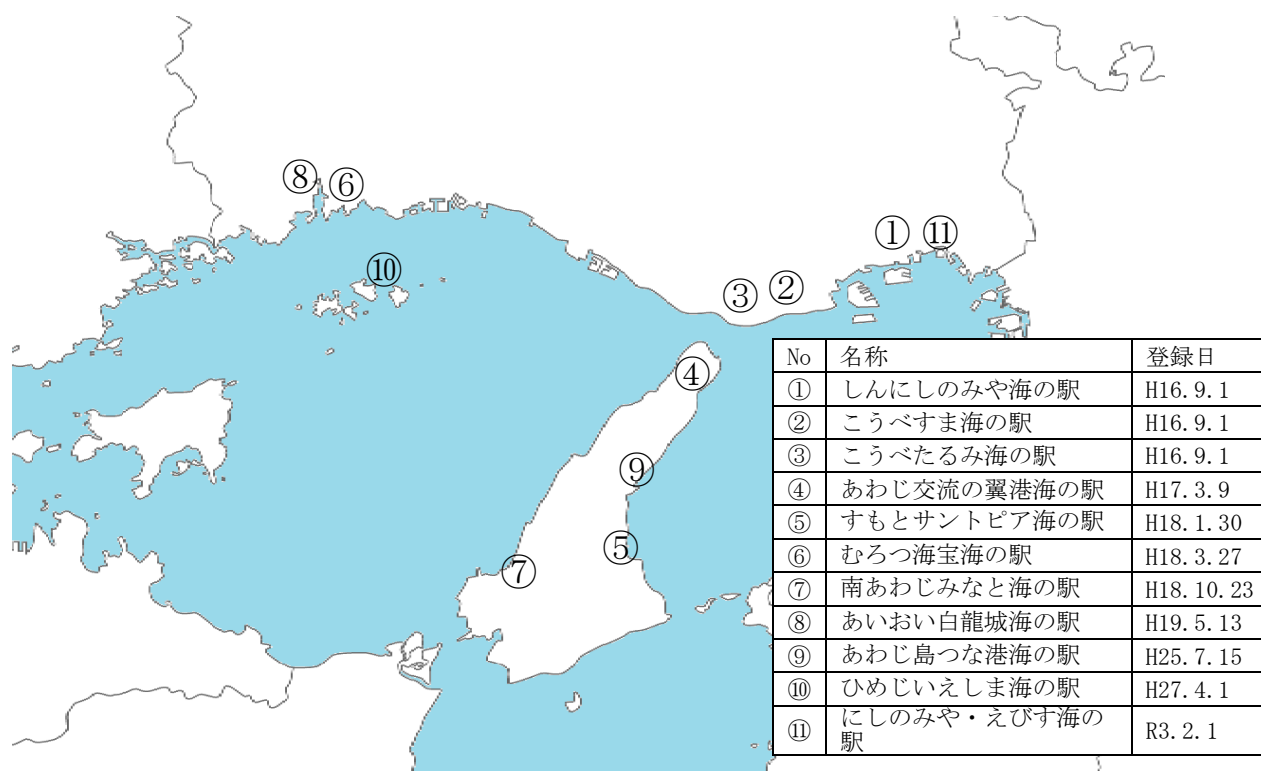 ⑧ ⑥
① ⑪
⑩
③ ②
④
⑨
⑤
⑦
No 名称 登録日
① しんにしのみや海の駅 H16.9.1
② こうべすま海の駅 H16.9.1
③ こうべたるみ海の駅 H16.9.1
④ あわじ交流の翼港海の駅 H17.3.9
⑤ すもとサントピア海の駅 H18.1.30
⑥ むろつ海宝海の駅 H18.3.27
⑦ 南あわじみなと海の駅 H18.10.23
⑧ あいおい白龍城海の駅 H19.5.13
⑨ あわじ島つな港海の駅 H25.7.15
⑩ ひめじいえしま海の駅 H27.4.1
⑪ にしのみや・えびす海の
駅 R3.2.1